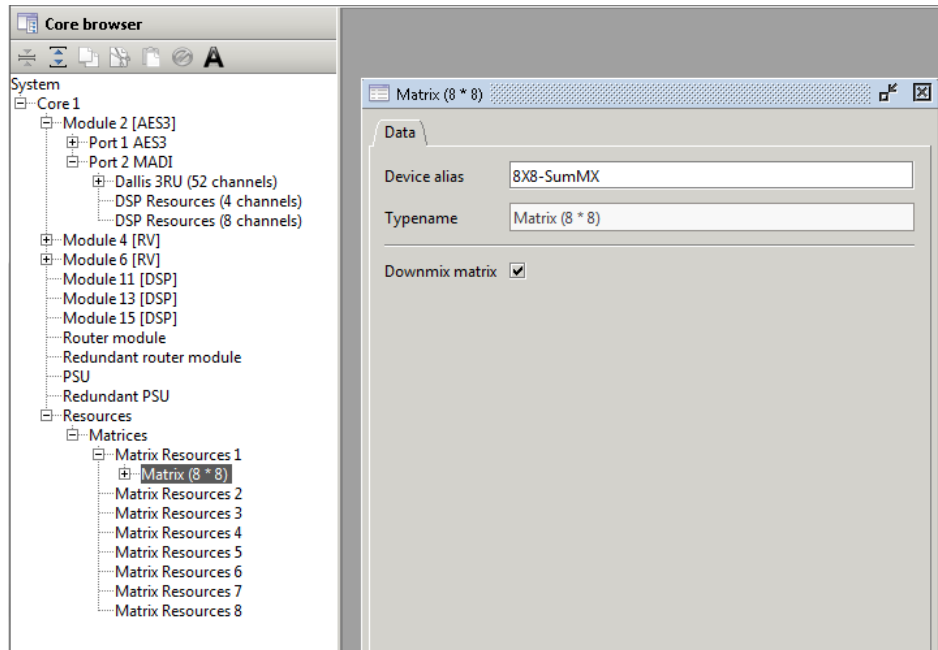 Core browser
A
System
Core 1
Module 2 [AES3]
Port 1 AES3
Port 2 MADI
Dallis 3RU (52 channels)
DSP Resources (4 channels)
DSP Resources (8 channels)
Module 4 [RV]
Module 6 [RV]
Module 11 [DSP]
Module 13 [DSP]
Module 15 [DSP]
Router module
Redundant router module
PSU
Redundant PSU
Resources
Matrices
Matrix Resources 1
Matrix (8 * 8)
Matrix Resources 2
Matrix Resources 3
Matrix Resources 4
Matrix Resources 5
Matrix Resources 6
Matrix Resources 7
Matrix Resources 8
Matrix (8 * 8)
Data
Device alias 8X8-SumMX
Typename Matrix (8 * 8)
Downmix matrix